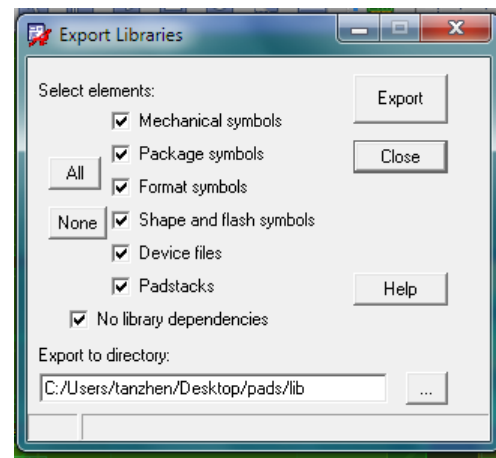 Export Libraries
Select elements:
Export
Mechanical symbols
Package symbols
Close
All
Format symbols
None
Shape and flash symbols
Device files
Padstacks
Help
No library dependencies
Export to directory:
C:/Users/tanzhen/Desktop/pads/lib
...